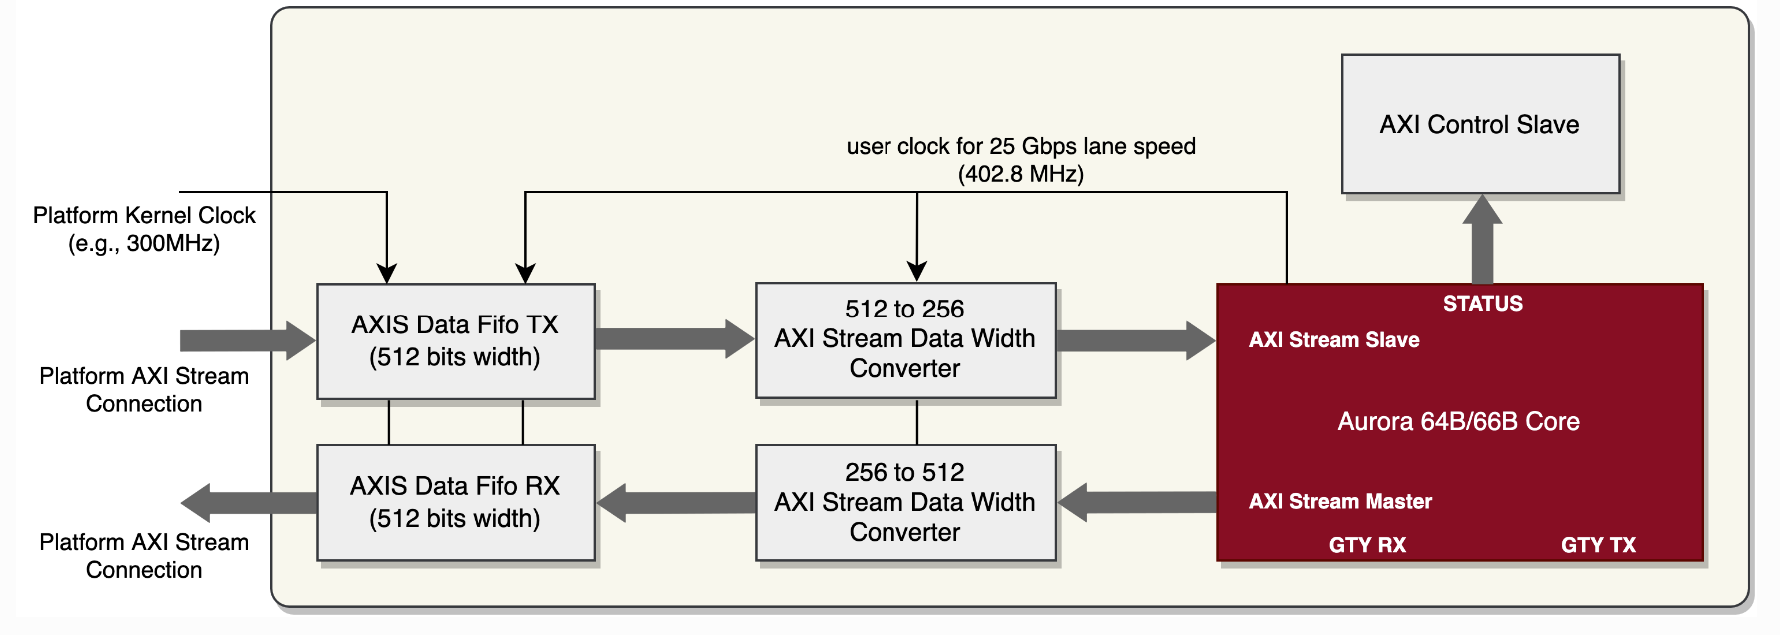 AXI Control Slave
user clock for 25 Gbps lane speed
(402.8 MHz)
Platform Kernel Clock
(e.g., 300MHz)
AXIS Data Fifo TX
(512 bits width)
512 to 256
AXI Stream Data Width
Converter
STATUS
AXI Stream Slave
Platform AXI Stream
Connection
Aurora 64B/66B Core
AXIS Data Fifo RX
(512 bits width)
256 to 512
AXI Stream Data Width
Converter
AXI Stream Master
GTY RX
GTY TX
Platform AXI Stream
Connection